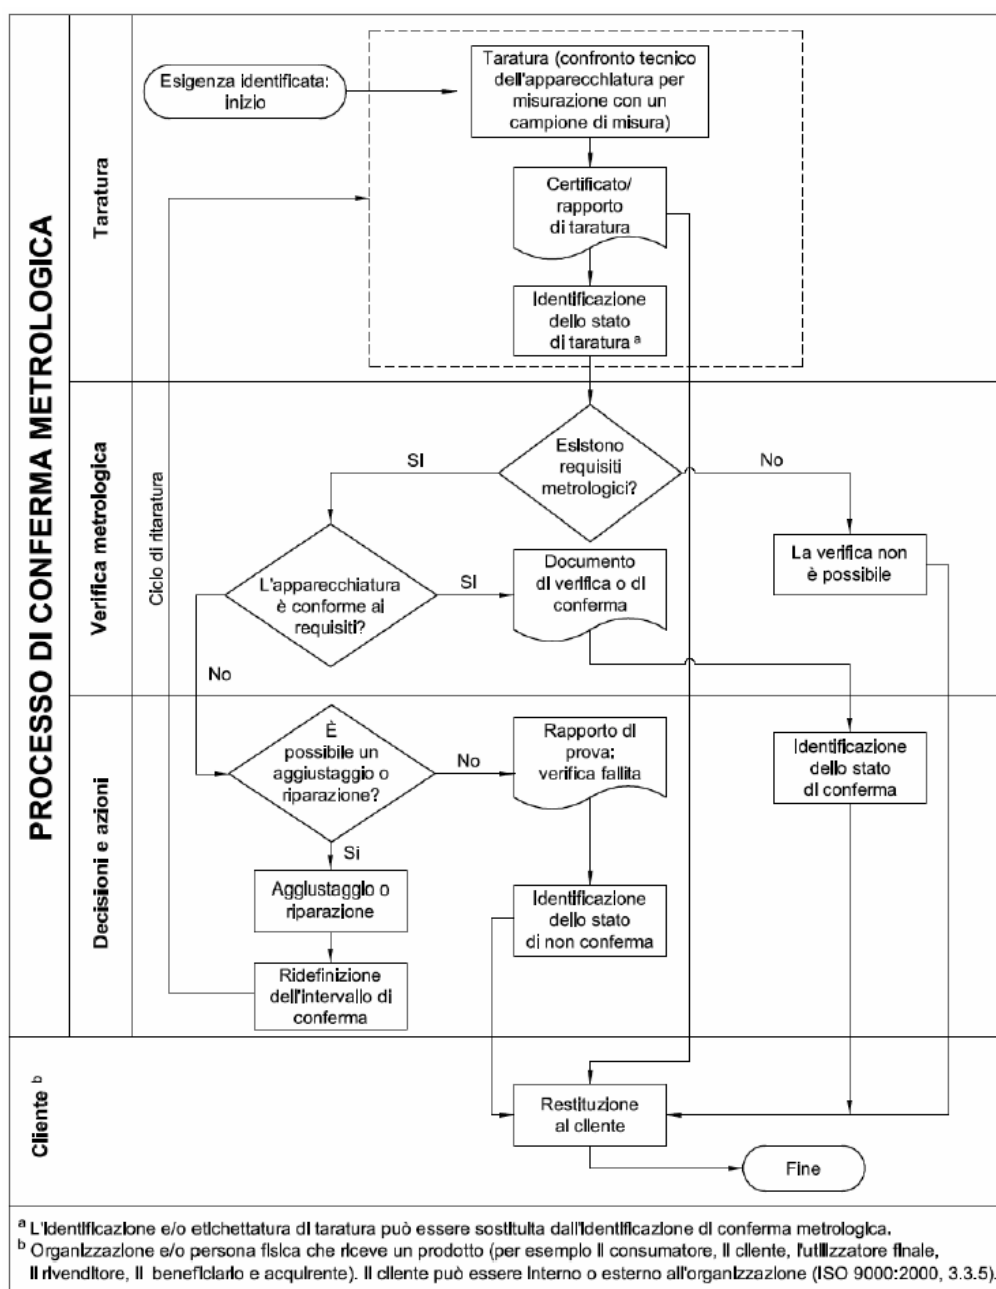 PROCESSO DI CONFERMA METROLOGICA
Taratura
Esigenza identificata:
inizio
Taratura (confronto tecnico
dell'apparecchiatura per
misurazione con un
campione di misura)
Certificato/
rapporto
di taratura
Identificazione
dello stato
di taratura a
Verifica metrologica
Ciclo di ritaratura
Esistono
requisiti
metrologici?
SI
No
La verifica non
è possibile
L'apparecchiatura
è conforme ai
requisiti?
SI
Documento
di verifica o di
conferma
No
Decisioni e azioni
È
possibile un
aggiustaggio o
riparazione?
No
Rapporto di
prova:
verifica fallita
Identificazione
dello stato
di conferma
Si
Aggiustaggio o
riparazione
Identificazione
dello stato
di non conferma
Ridefinizione
dell'intervallo di
conferma
Cliente b
Restituzione
al cliente
Fine
a L'identificazione e/o etichettatura di taratura può essere sostituita dall'identificazione di conferma metrologica.
b Organizzazione e/o persona fisica che riceve un prodotto (per esempio il consumatore, il cliente, l'utilizzatore finale,
il rivenditore, il beneficiario e acquirente). Il cliente può essere interno o esterno all'organizzazione (ISO 9000:2000, 3.3.5).